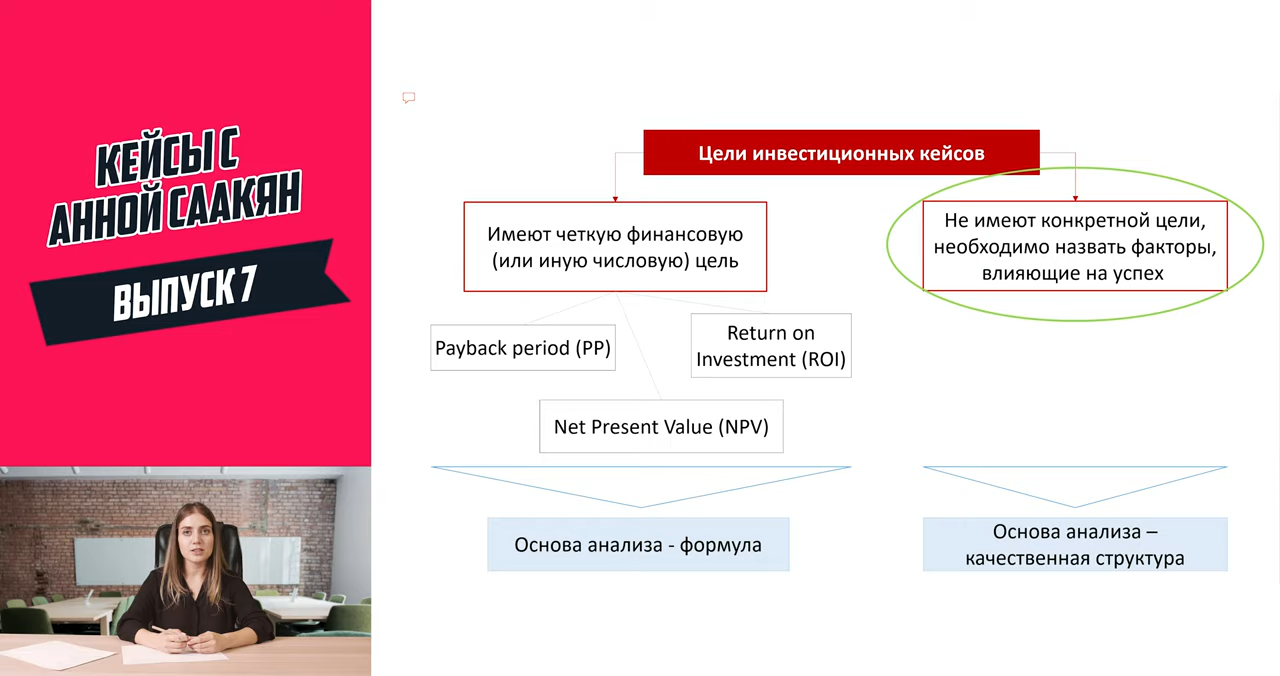 КЕЙСЫ С
АННОЙ СААКЯН
ВЫПУСК 7
Цели инвестиционных кейсов
Имеют четкую финансовую
(или иную числовую) цель
Не имеют конкретной цели,
необходимо назвать факторы,
влияющие на успех
Payback period (PP)
Return on
Investment (ROI)
Net Present Value (NPV)
Основа анализа - формула
Основа анализа –
качественная структура